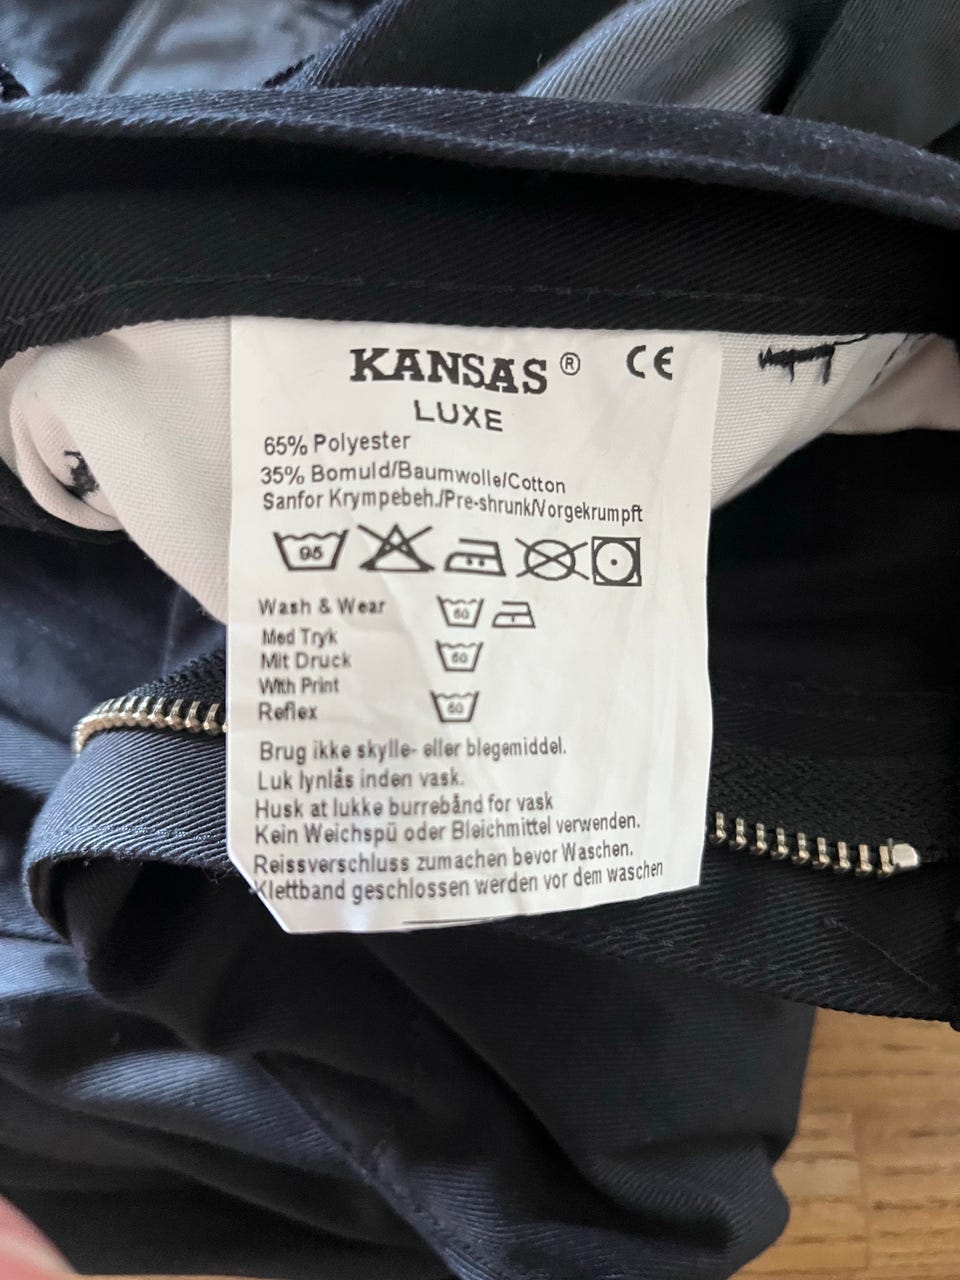 KANSAS ® CE
LUXE
65% Polyester
35% Bomuld/Baumwolle/Cotton
Sanfor Krympebeh./Pre-shrunk/Vorgekrumpft
95
Wash & Wear 60
Med Tryk
Mit Druck 60
With Print
Reflex 60
Brug ikke skylle- eller blegemiddel.
Luk lynlås inden vask.
Husk at lukke burrebånd for vask
Kein Weichspü oder Bleichmittel verwenden.
Reissverschluss zumachen bevor Waschen.
Klettband geschlossen werden vor dem waschen